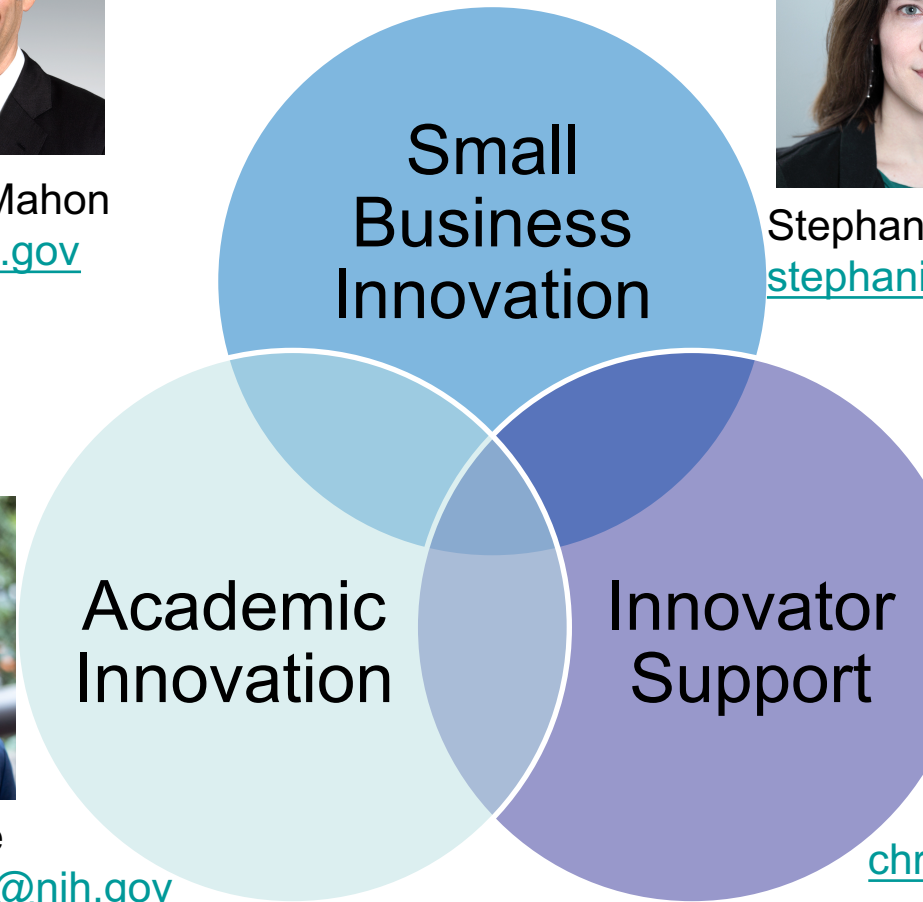 Small
Business
Innovation
Mahon
.gov
Stephan
stephani
Academic
Innovation
Innovator
Support
e
@nih.gov
chr